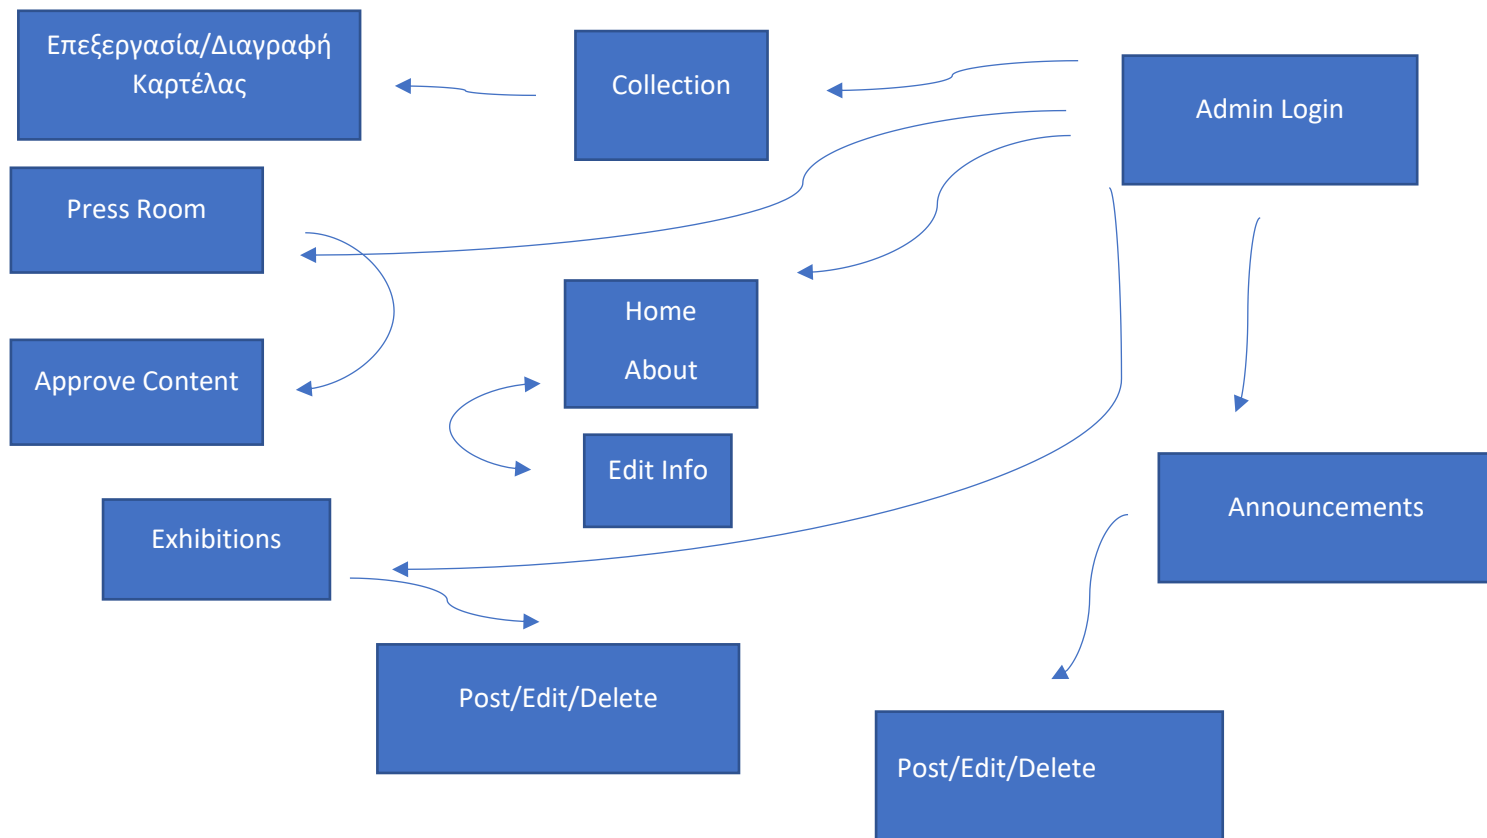 Επεξεργασία/Διαγραφή
Καρτέλας
Collection
Admin Login
Press Room
Home
About
Approve Content
Edit Info
Exhibitions
Announcements
Post/Edit/Delete
Post/Edit/Delete